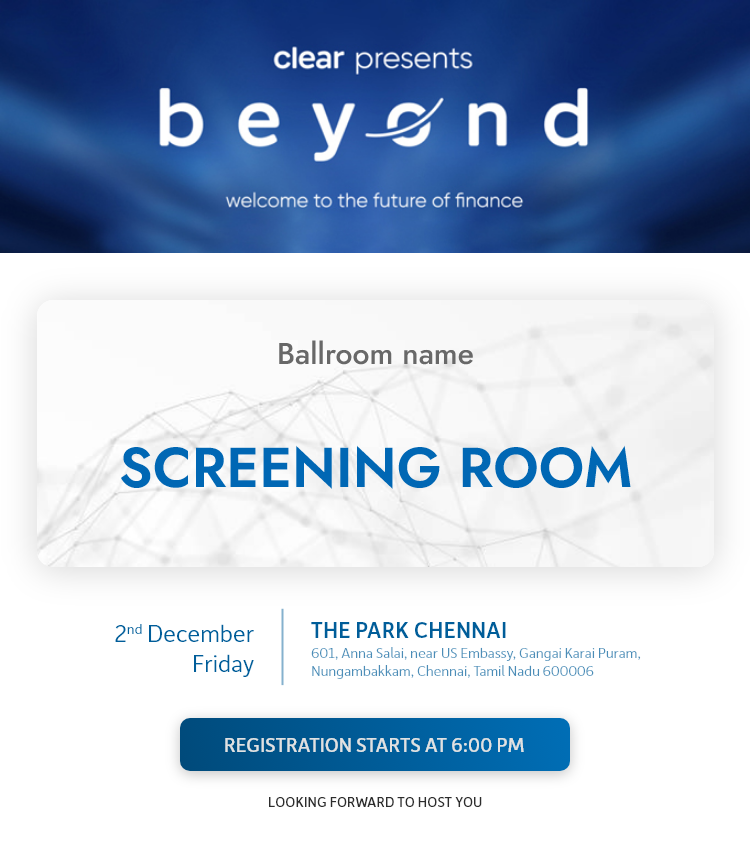 clear presents
beyond
welcome to the future of finance
Ballroom name
SCREENING ROOM
2nd December
Friday
THE PARK CHENNAI
601, Anna Salai, near US Embassy, Gangai Karai Puram,
Nungambakkam, Chennai, Tamil Nadu 600006
REGISTRATION STARTS AT 6:00 PM
LOOKING FORWARD TO HOST YOU